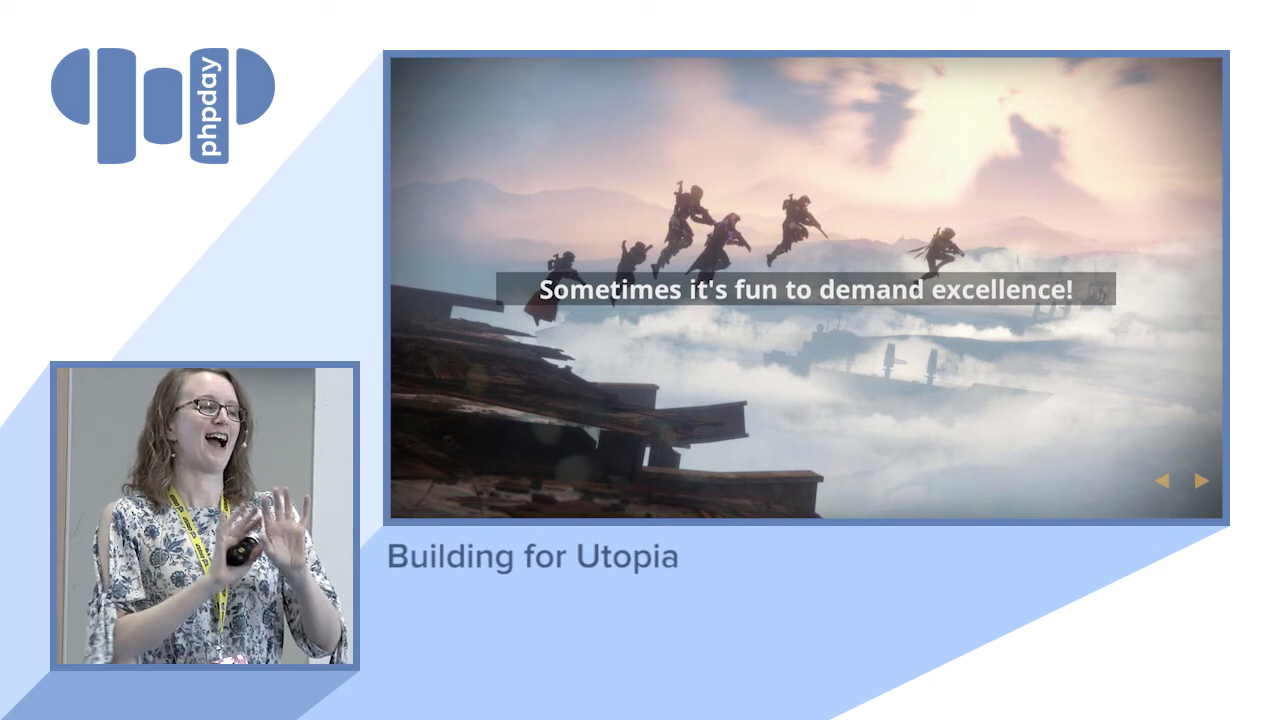 phpday
Sometimes it's fun to demand excellence!
Building for Utopia